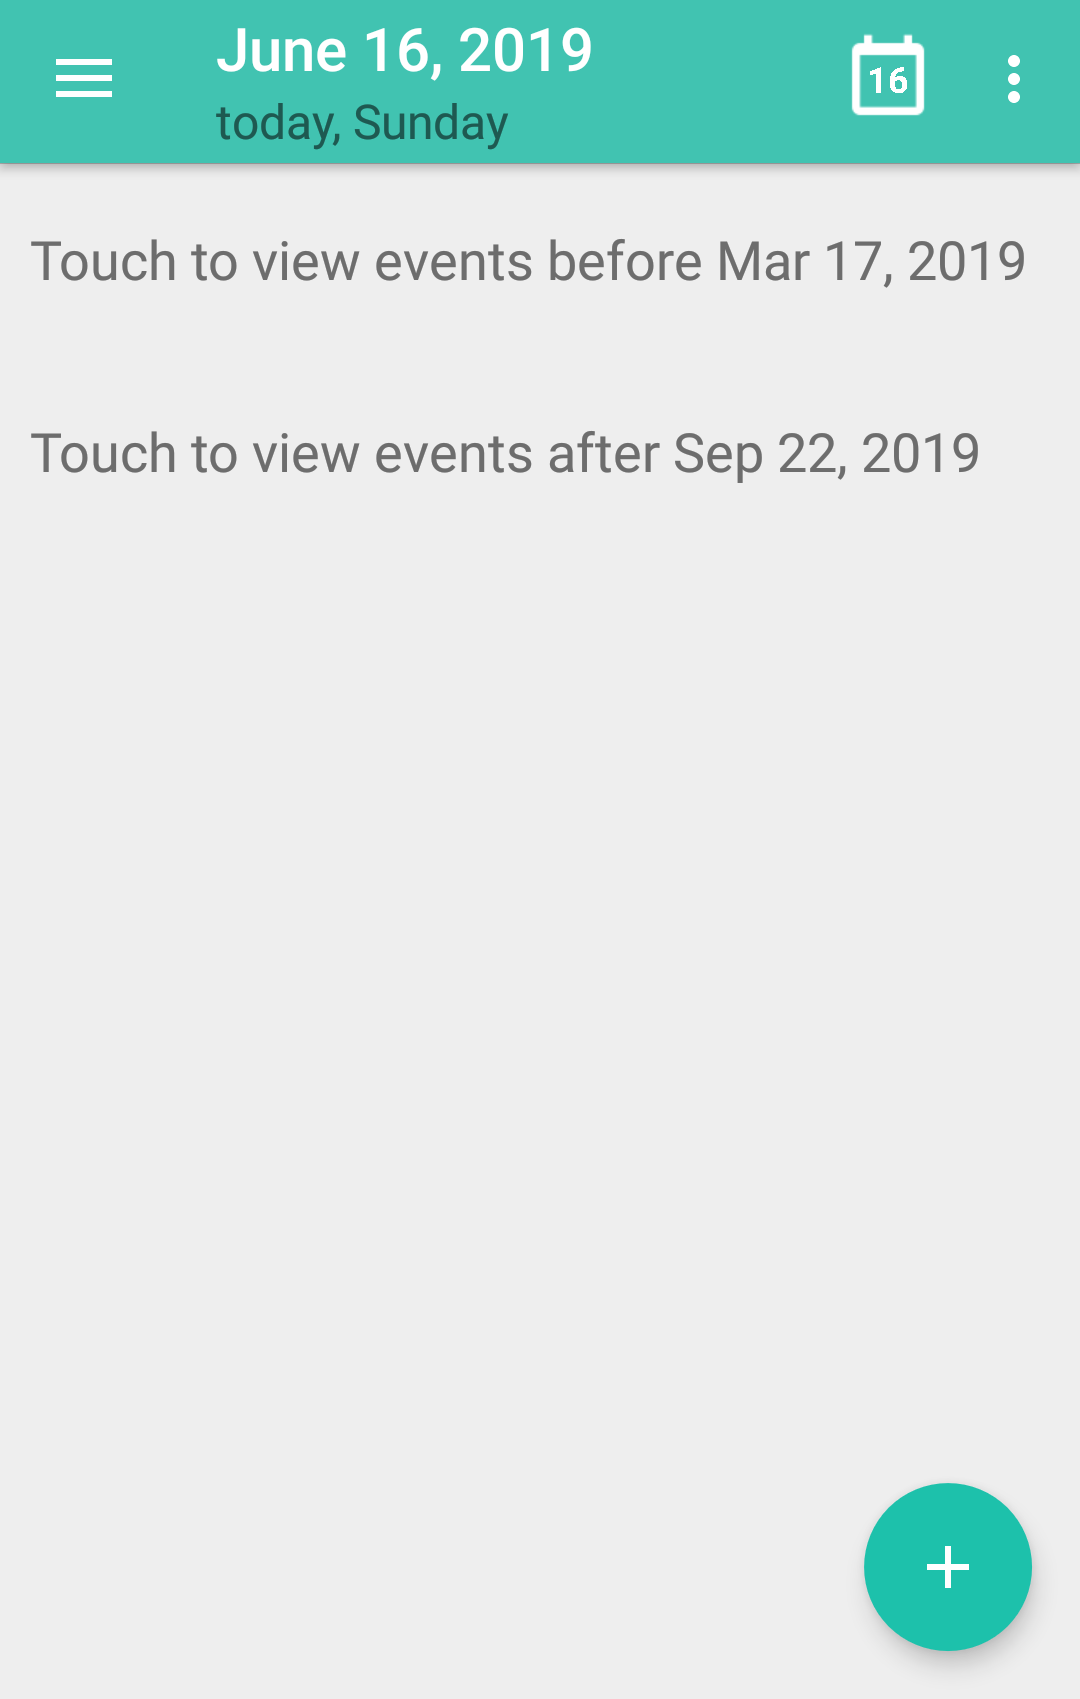 June 16, 2019
today, Sunday
16
Touch to view events before Mar 17, 2019
Touch to view events after Sep 22, 2019